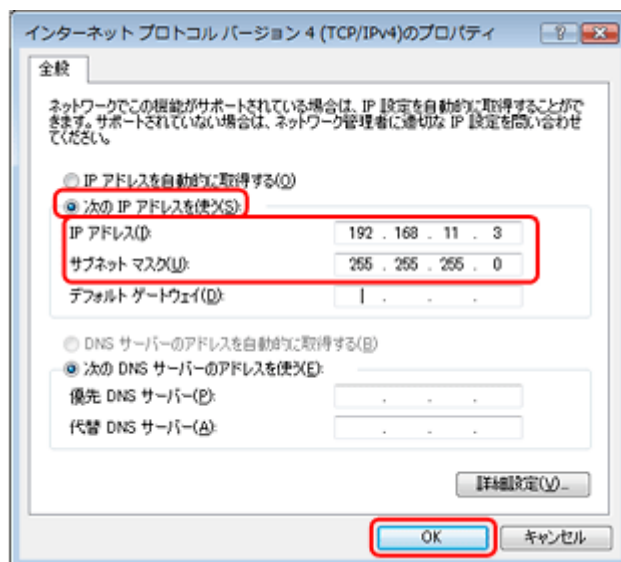 インターネット プロトコル バージョン 4 (TCP/IPv4)のプロパティ
全般
ネットワークでこの機能がサポートされている場合は、IP 設定を自動的に取得することがで
きます。サポートされていない場合は、ネットワーク管理者に適切な IP 設定を問い合わせ
てください。
IP アドレスを自動的に取得する(O)
次の IP アドレスを使う(S):
IP アドレス(I): 192 . 168 . 11 . 3
サブネット マスク(U): 255 . 255 . 255 . 0
デフォルト ゲートウェイ(D): . . .
DNS サーバーのアドレスを自動的に取得する(B)
次の DNS サーバーのアドレスを使う(E):
優先 DNS サーバー(P): . . .
代替 DNS サーバー(A): . . .
詳細設定(V)...
OK キャンセル